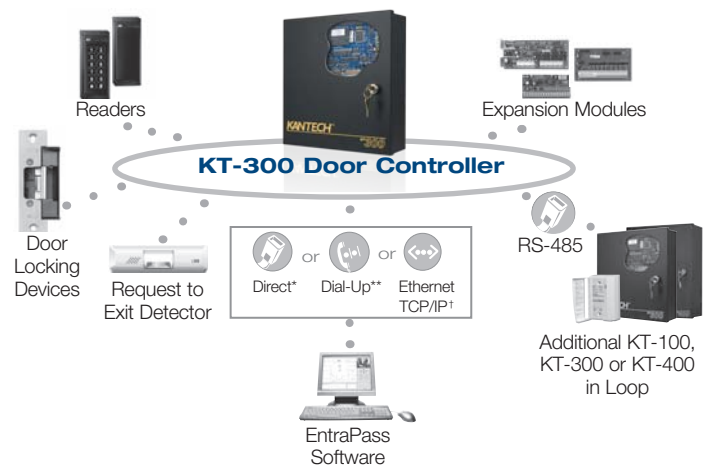 Readers
KANTECH
KT-300
Expansion Modules
KT-300 Door Controller
Door
Locking
Devices
Request to
Exit Detector
or
or
Direct*
Dial-Up**
Ethernet
TCP/IP†
RS-485
Additional KT-100,
KT-300 or KT-400
in Loop
EntraPass
Software